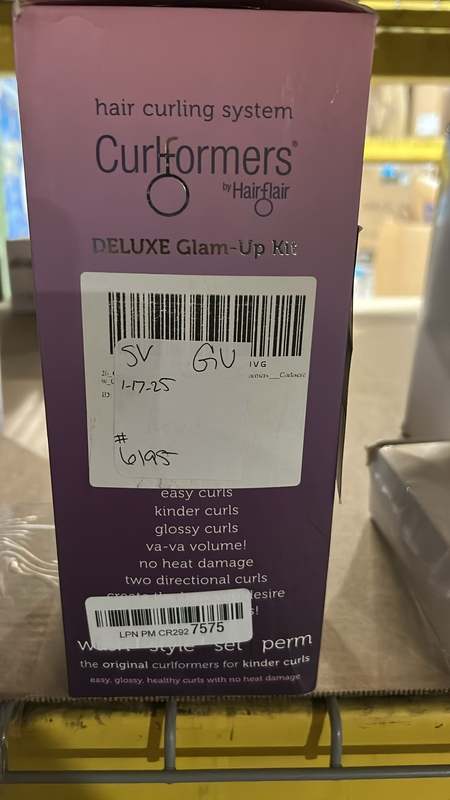 hair curling system
Curlformers®
by Hairflair
DELUXE Glam-Up Kit
SV GU
IVG
1-17-25
#
6195
easy curls
kinder curls
glossy curls
va-va volume!
no heat damage
two directional curls
LPN PM CR292 7575
style set perm
the original curlformers for kinder curls
easy, glossy, healthy curls with no heat damage